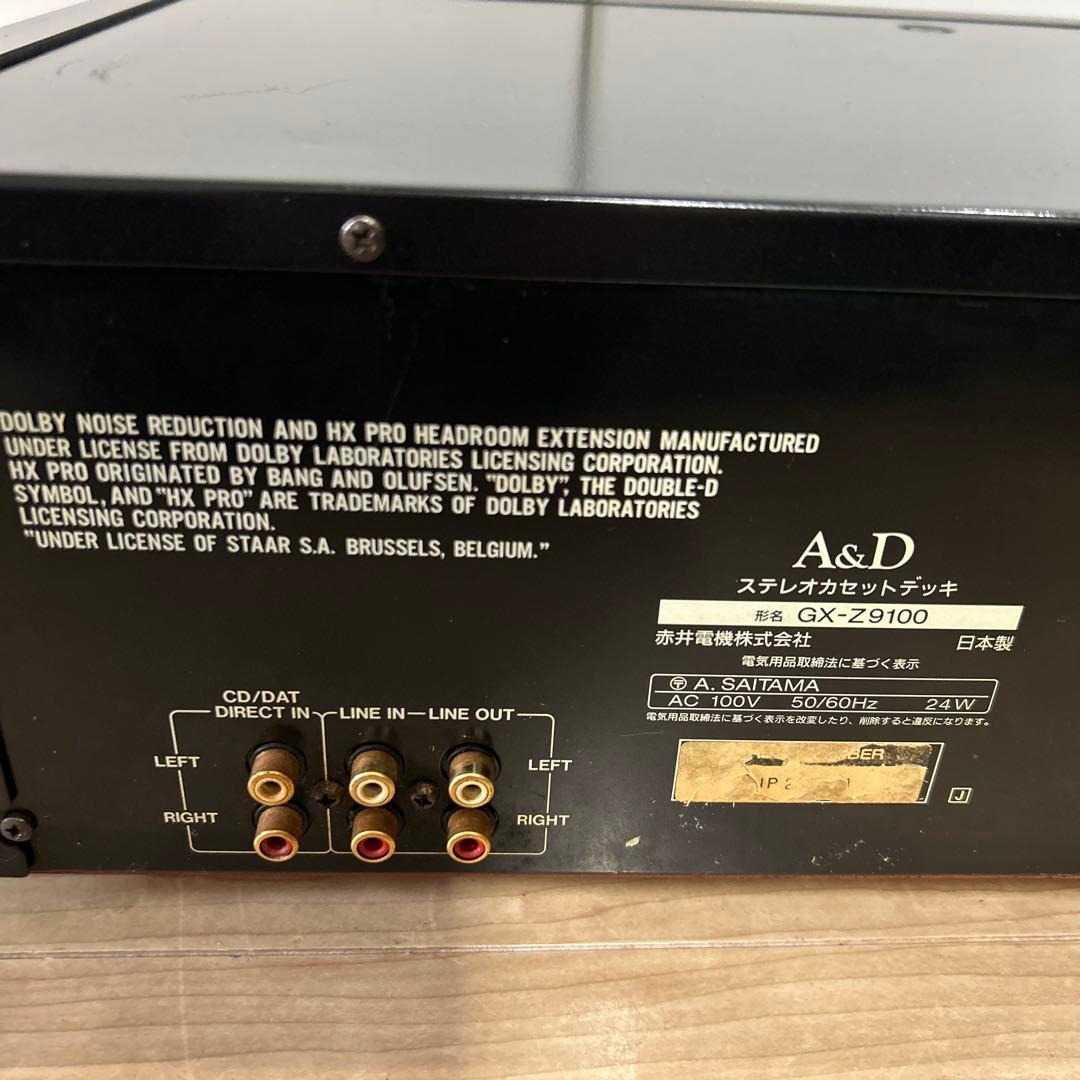 DOLBY NOISE REDUCTION AND HX PRO HEADROOM EXTENSION MANUFACTURED
UNDER LICENSE FROM DOLBY LABORATORIES LICENSING CORPORATION.
HX PRO ORIGINATED BY BANG AND OLUFSEN. "DOLBY", THE DOUBLE-D
SYMBOL, AND "HX PRO" ARE TRADEMARKS OF DOLBY LABORATORIES
LICENSING CORPORATION.
"UNDER LICENSE OF STAAR S.A. BRUSSELS, BELGIUM."
A&D
ステレオカセットデッキ
形名 GX-Z9100
赤井電機株式会社 日本製
電気用品取締法に基づく表示
〶 A. SAITAMA
AC 100V 50/60Hz 24W
電気用品取締法に基づく表示を改変したり、削除すると違反になります。
J
CD/DAT
DIRECT IN LINE IN LINE OUT
LEFT LEFT
RIGHT RIGHT